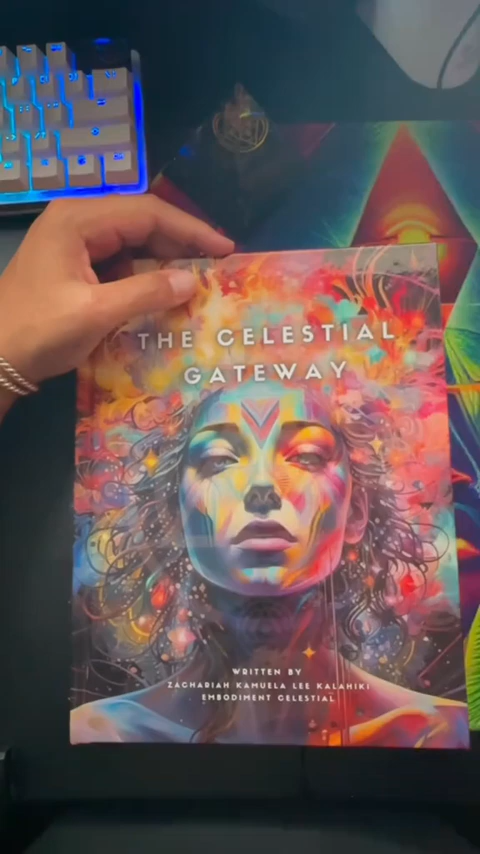 THE CELESTIAL
GATEWAY
WRITTEN BY
ZACHARIAH KAMUELA LEE KALAHIKI
EMBODIMENT CELESTIAL